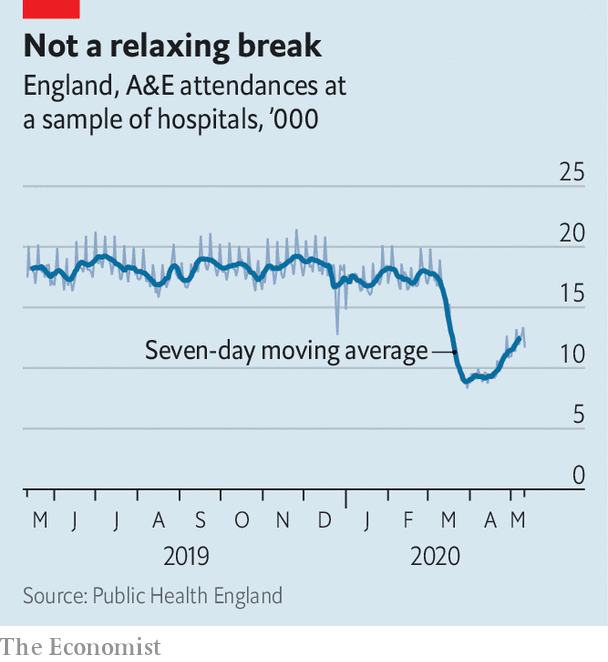 Not a relaxing break
England, A&E attendances at
a sample of hospitals, ’000
25
20
15
Seven-day moving average
10
5
0
M J J A S O N D J F M A M
2019 2020
Source: Public Health England
The Economist